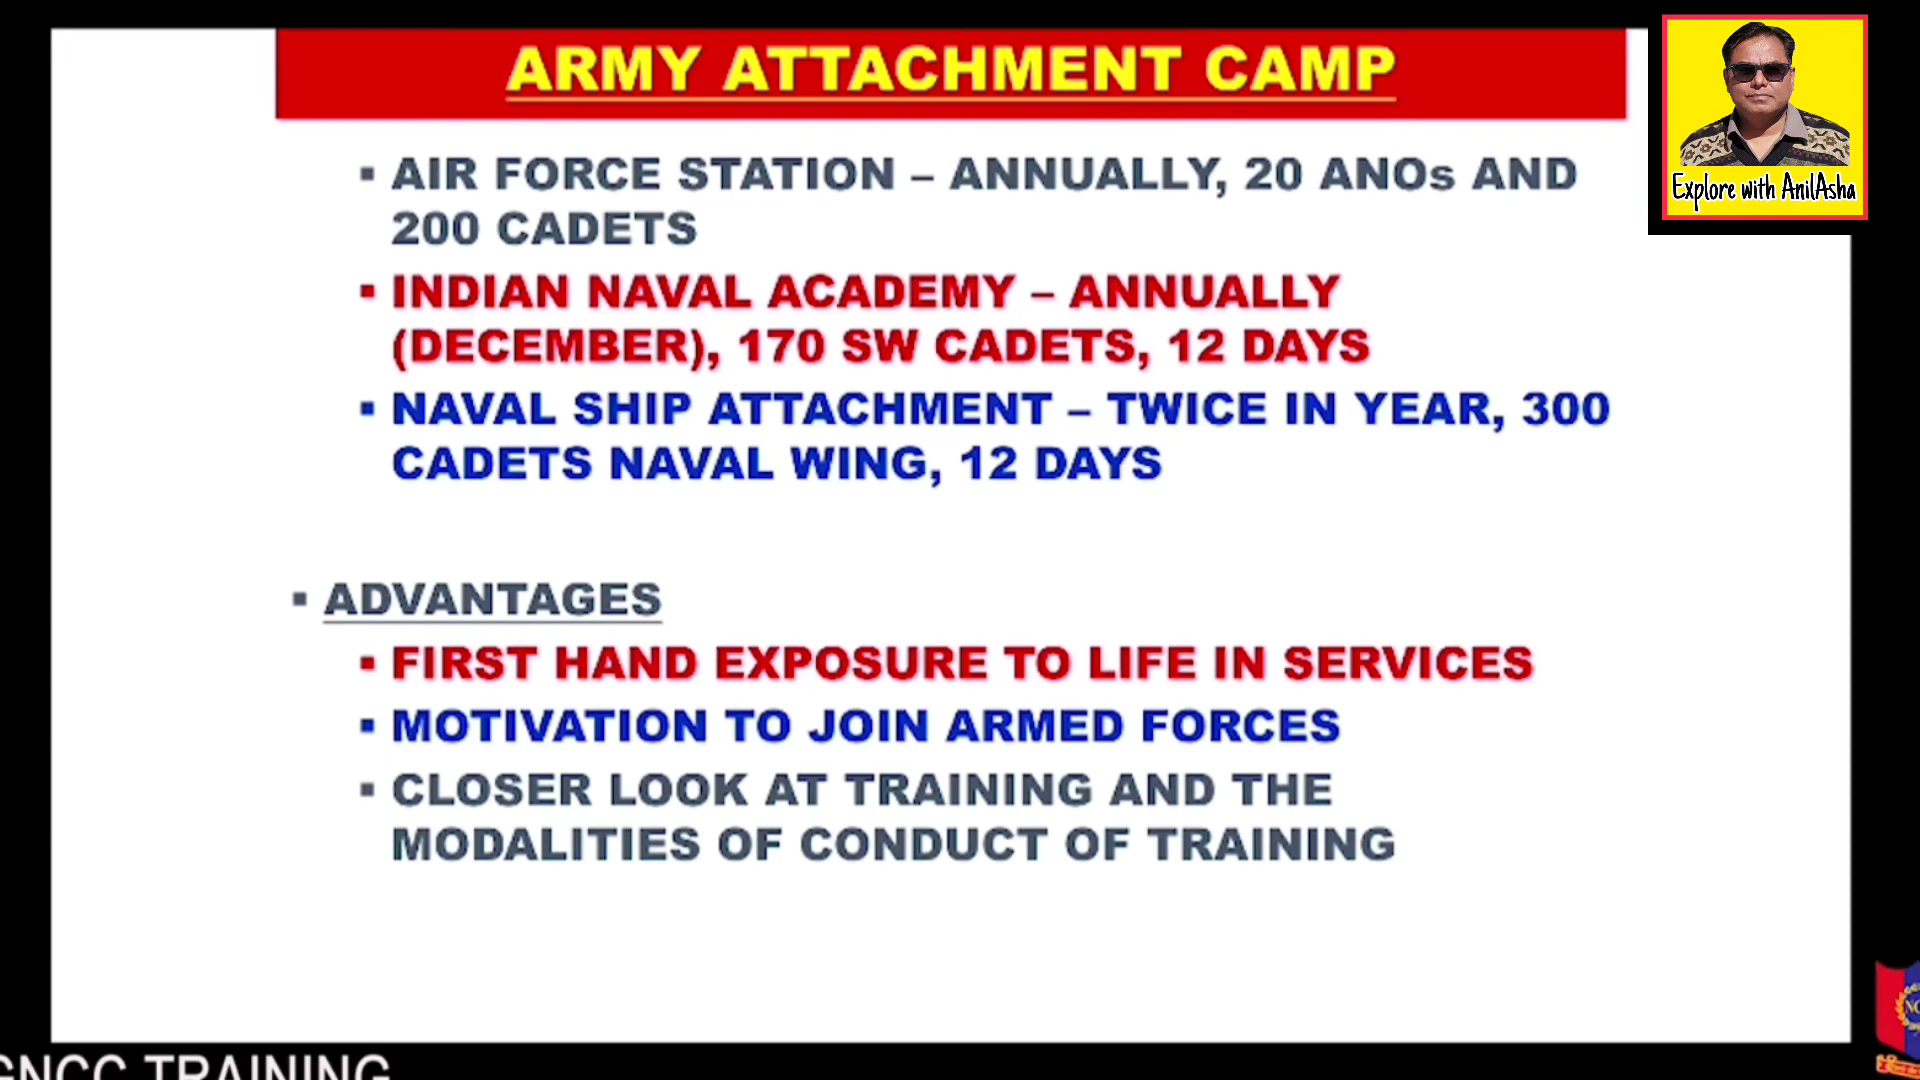 ARMY ATTACHMENT CAMP
Explore with AnilAsha
▪ AIR FORCE STATION – ANNUALLY, 20 ANOs AND
200 CADETS
▪ INDIAN NAVAL ACADEMY – ANNUALLY
(DECEMBER), 170 SW CADETS, 12 DAYS
▪ NAVAL SHIP ATTACHMENT – TWICE IN YEAR, 300
CADETS NAVAL WING, 12 DAYS
▪ ADVANTAGES
▪ FIRST HAND EXPOSURE TO LIFE IN SERVICES
▪ MOTIVATION TO JOIN ARMED FORCES
▪ CLOSER LOOK AT TRAINING AND THE
MODALITIES OF CONDUCT OF TRAINING
GNCC TRAINING